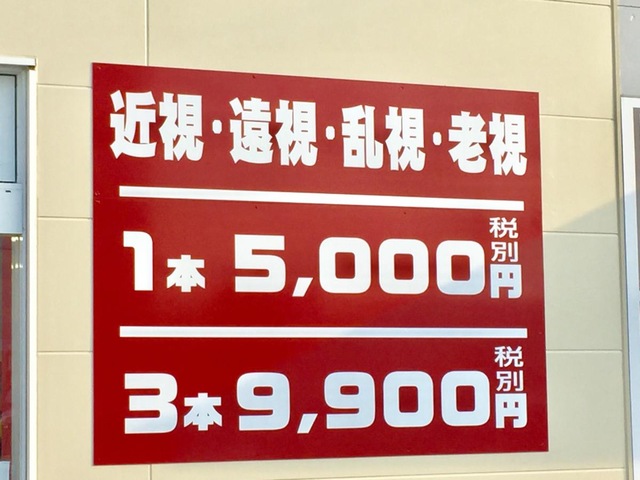 近視・遠視・乱視・老視
1本 5,000円 税別
3本 9,900円 税別